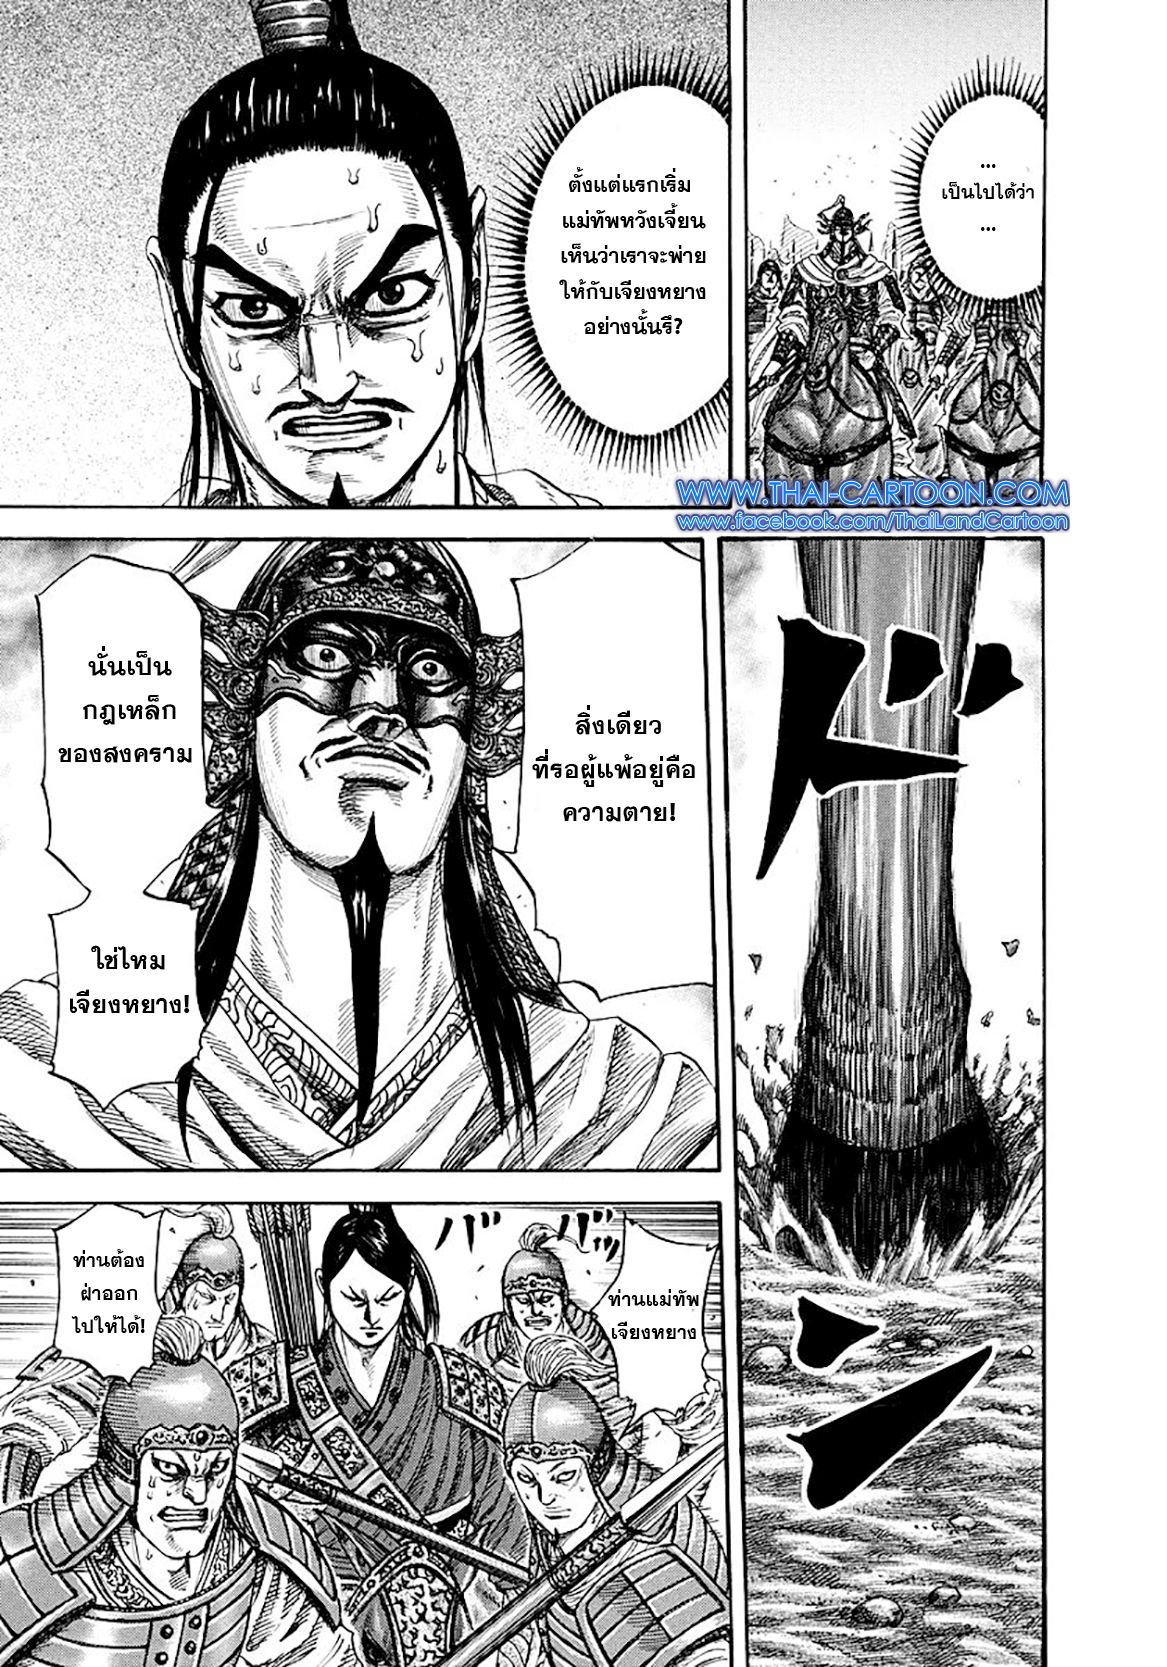 ...
เป็นไปได้ว่า
...
ตั้งแต่แรกเริ่ม
แม่ทัพหวังเจี้ยน
เห็นว่าเราจะพ่าย
ให้กับเจียงหยาง
อย่างนั้นรึ?
WWW.THAI-CARTOON.COM
www.facebook.com/ThaiLandCartoon
ドドッ
สิ่งเดียว
ที่รอผู้แพ้อยู่คือ
ความตาย!
นั่นเป็น
กฎเหล็ก
ของสงคราม
ใช่ไหม
เจียงหยาง!
ท่านแม่ทัพ
เจียงหยาง
バッ
バッ
ท่านต้อง
ฝ่าออก
ไปให้ได้!